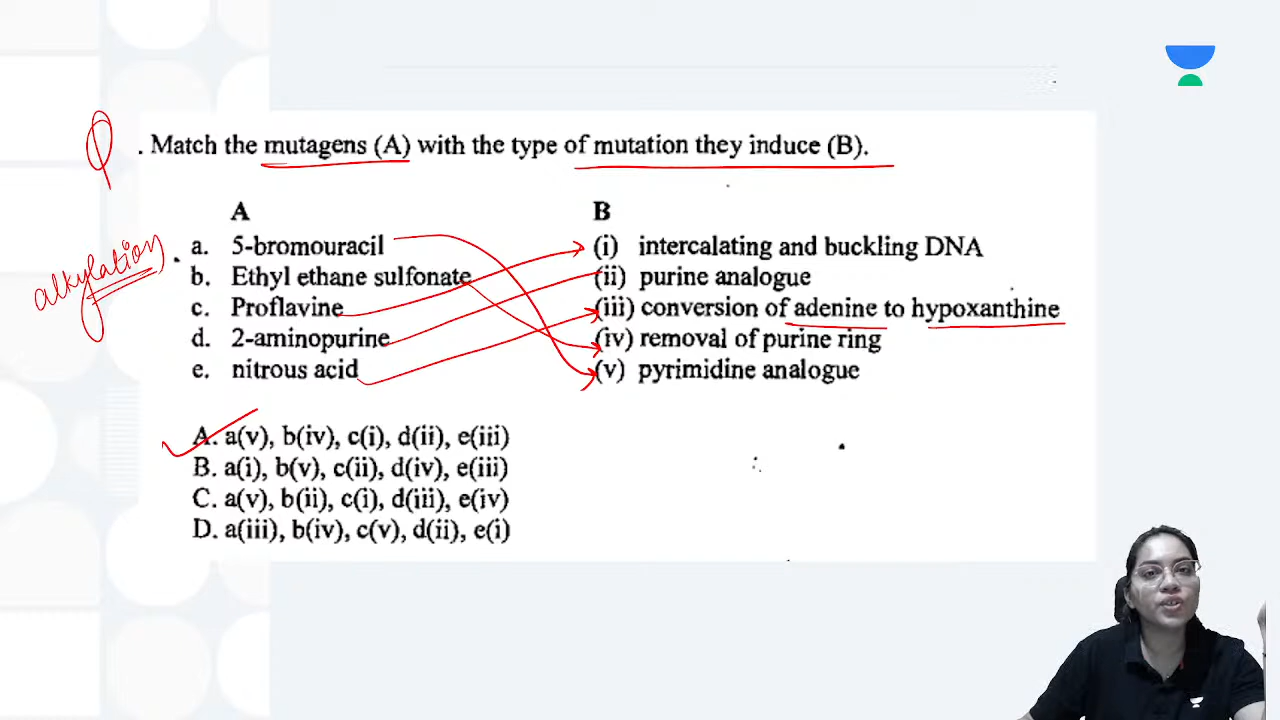 Q
. Match the mutagens (A) with the type of mutation they induce (B).
A
B
alkylation
a. 5-bromouracil
(i) intercalating and buckling DNA
b. Ethyl ethane sulfonate
(ii) purine analogue
c. Proflavine
(iii) conversion of adenine to hypoxanthine
d. 2-aminopurine
(iv) removal of purine ring
e. nitrous acid
(v) pyrimidine analogue
A. a(v), b(iv), c(i), d(ii), e(iii)
B. a(i), b(v), c(ii), d(iv), e(iii)
C. a(v), b(ii), c(i), d(iii), e(iv)
D. a(iii), b(iv), c(v), d(ii), e(i)